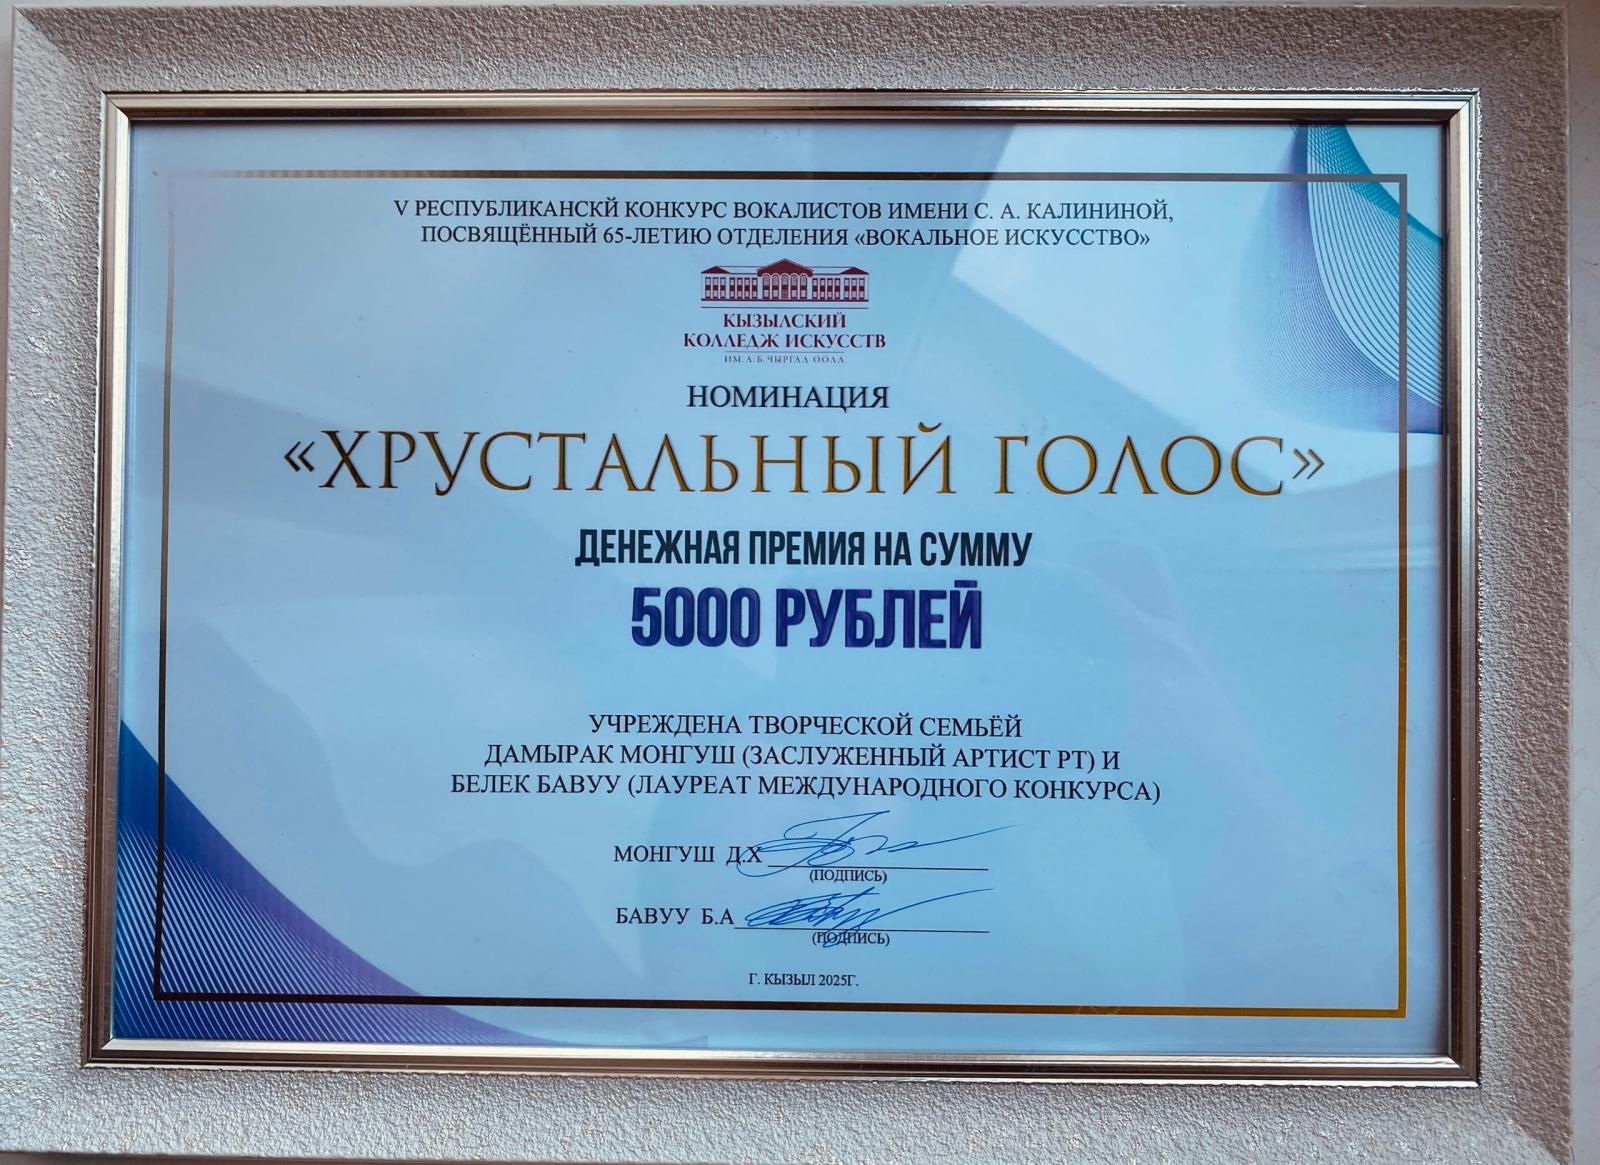 V РЕСПУБЛИКАНСКЙ КОНКУРС ВОКАЛИСТОВ ИМЕНИ С. А. КАЛИНИНОЙ,
ПОСВЯЩЁННЫЙ 65-ЛЕТИЮ ОТДЕЛЕНИЯ «ВОКАЛЬНОЕ ИСКУССТВО»
КЫЗЫЛСКИЙ
КОЛЛЕДЖ ИСКУССТВ
ИМ. А.Б. ЧЫРГАЛ-ООЛА
НОМИНАЦИЯ
«ХРУСТАЛЬНЫЙ ГОЛОС»
ДЕНЕЖНАЯ ПРЕМИЯ НА СУММУ
5000 РУБЛЕЙ
УЧРЕЖДЕНА ТВОРЧЕСКОЙ СЕМЬЁЙ
ДАМЫРАК МОНГУШ (ЗАСЛУЖЕННЫЙ АРТИСТ РТ) И
БЕЛЕК БАВУУ (ЛАУРЕАТ МЕЖДУНАРОДНОГО КОНКУРСА)
МОНГУШ Д.Х
(ПОДПИСЬ)
БАВУУ Б.А
(ПОДПИСЬ)
Г. КЫЗЫЛ 2025Г.